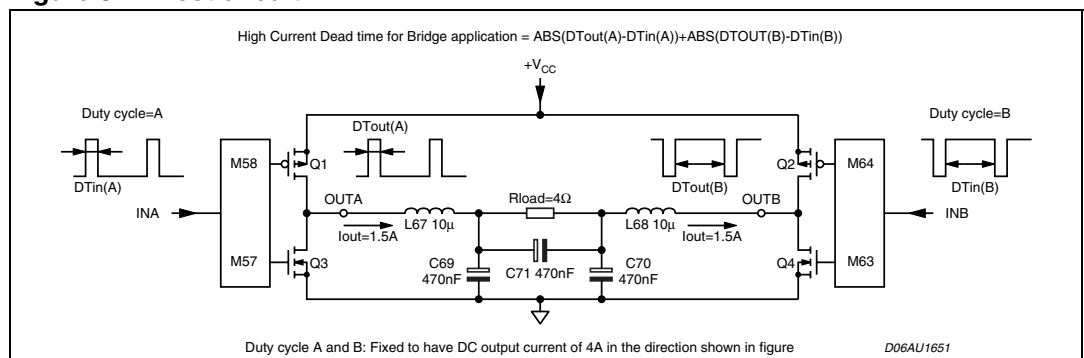 High Current Dead time for Bridge application = ABS(DTout(A)-DTin(A))+ABS(DTOUT(B)-DTin(B))
+VCC
Duty cycle=A
DTout(A)
Duty cycle=B
M58
Q1
Q2
M64
DTin(A)
DTout(B)
DTin(B)
INA
OUTA
Rload=4Ω
OUTB
INB
L67 10µ
L68 10µ
Iout=1.5A
Iout=1.5A
M57
Q3
C69
470nF
C71 470nF
C70
470nF
Q4
M63
Duty cycle A and B: Fixed to have DC output current of 4A in the direction shown in figure
D06AU1651